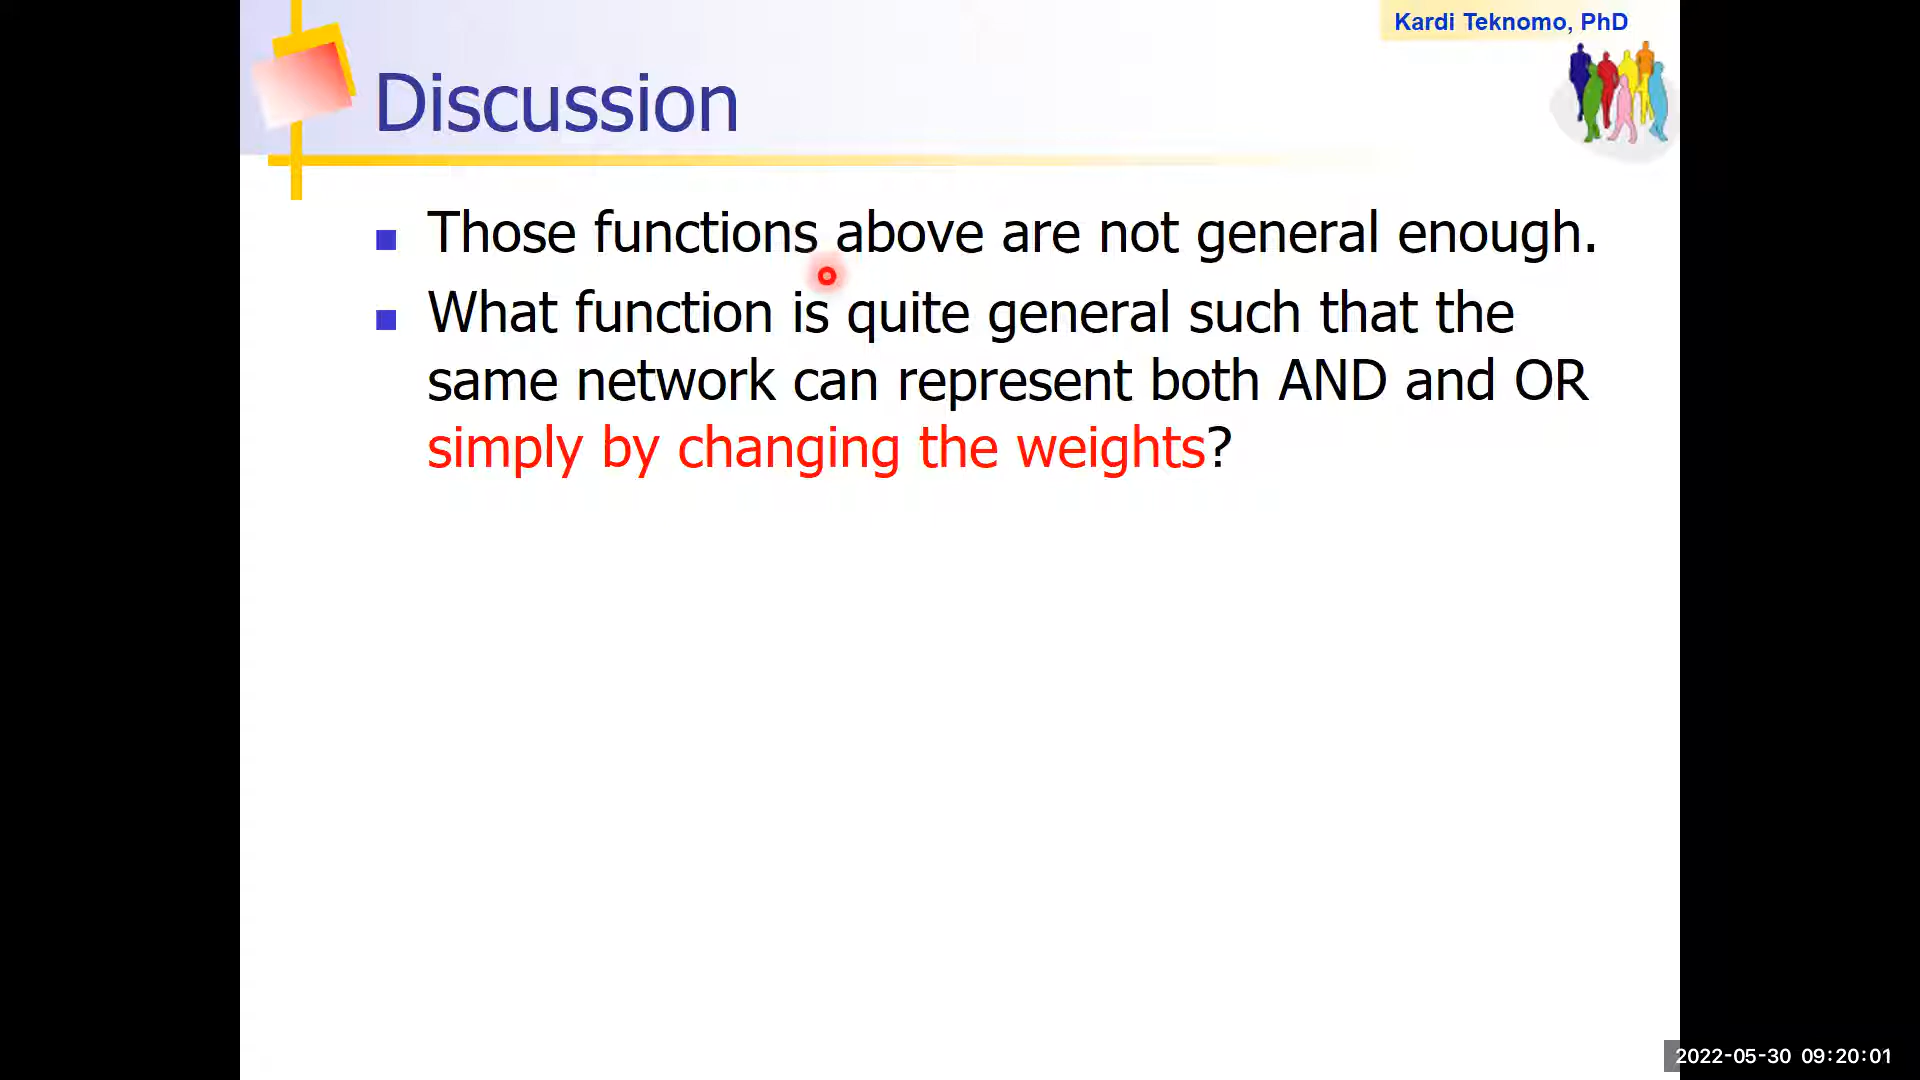 Kardi Teknomo, PhD
Discussion
Those functions above are not general enough.
What function is quite general such that the
same network can represent both AND and OR
simply by changing the weights?
2022-05-30 09:20:01